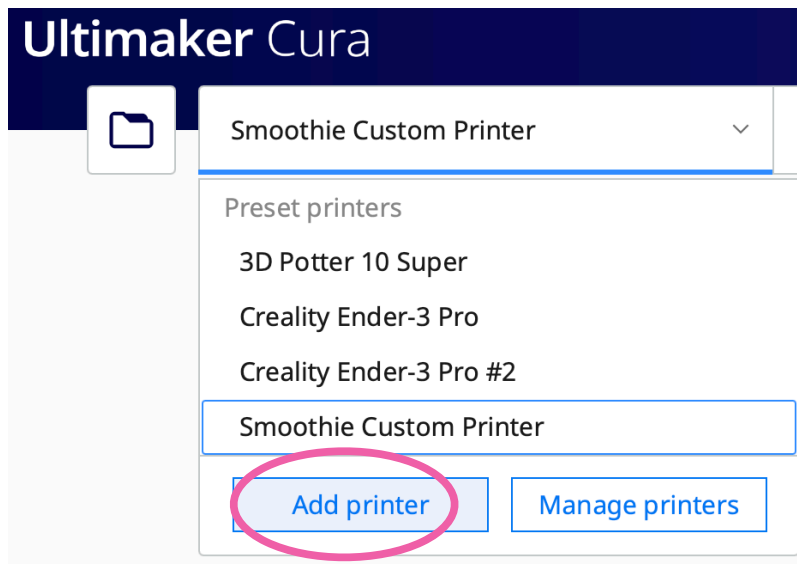 Ultimaker Cura
Smoothie Custom Printer
Preset printers
3D Potter 10 Super
Creality Ender-3 Pro
Creality Ender-3 Pro #2
Smoothie Custom Printer
Add printer Manage printers